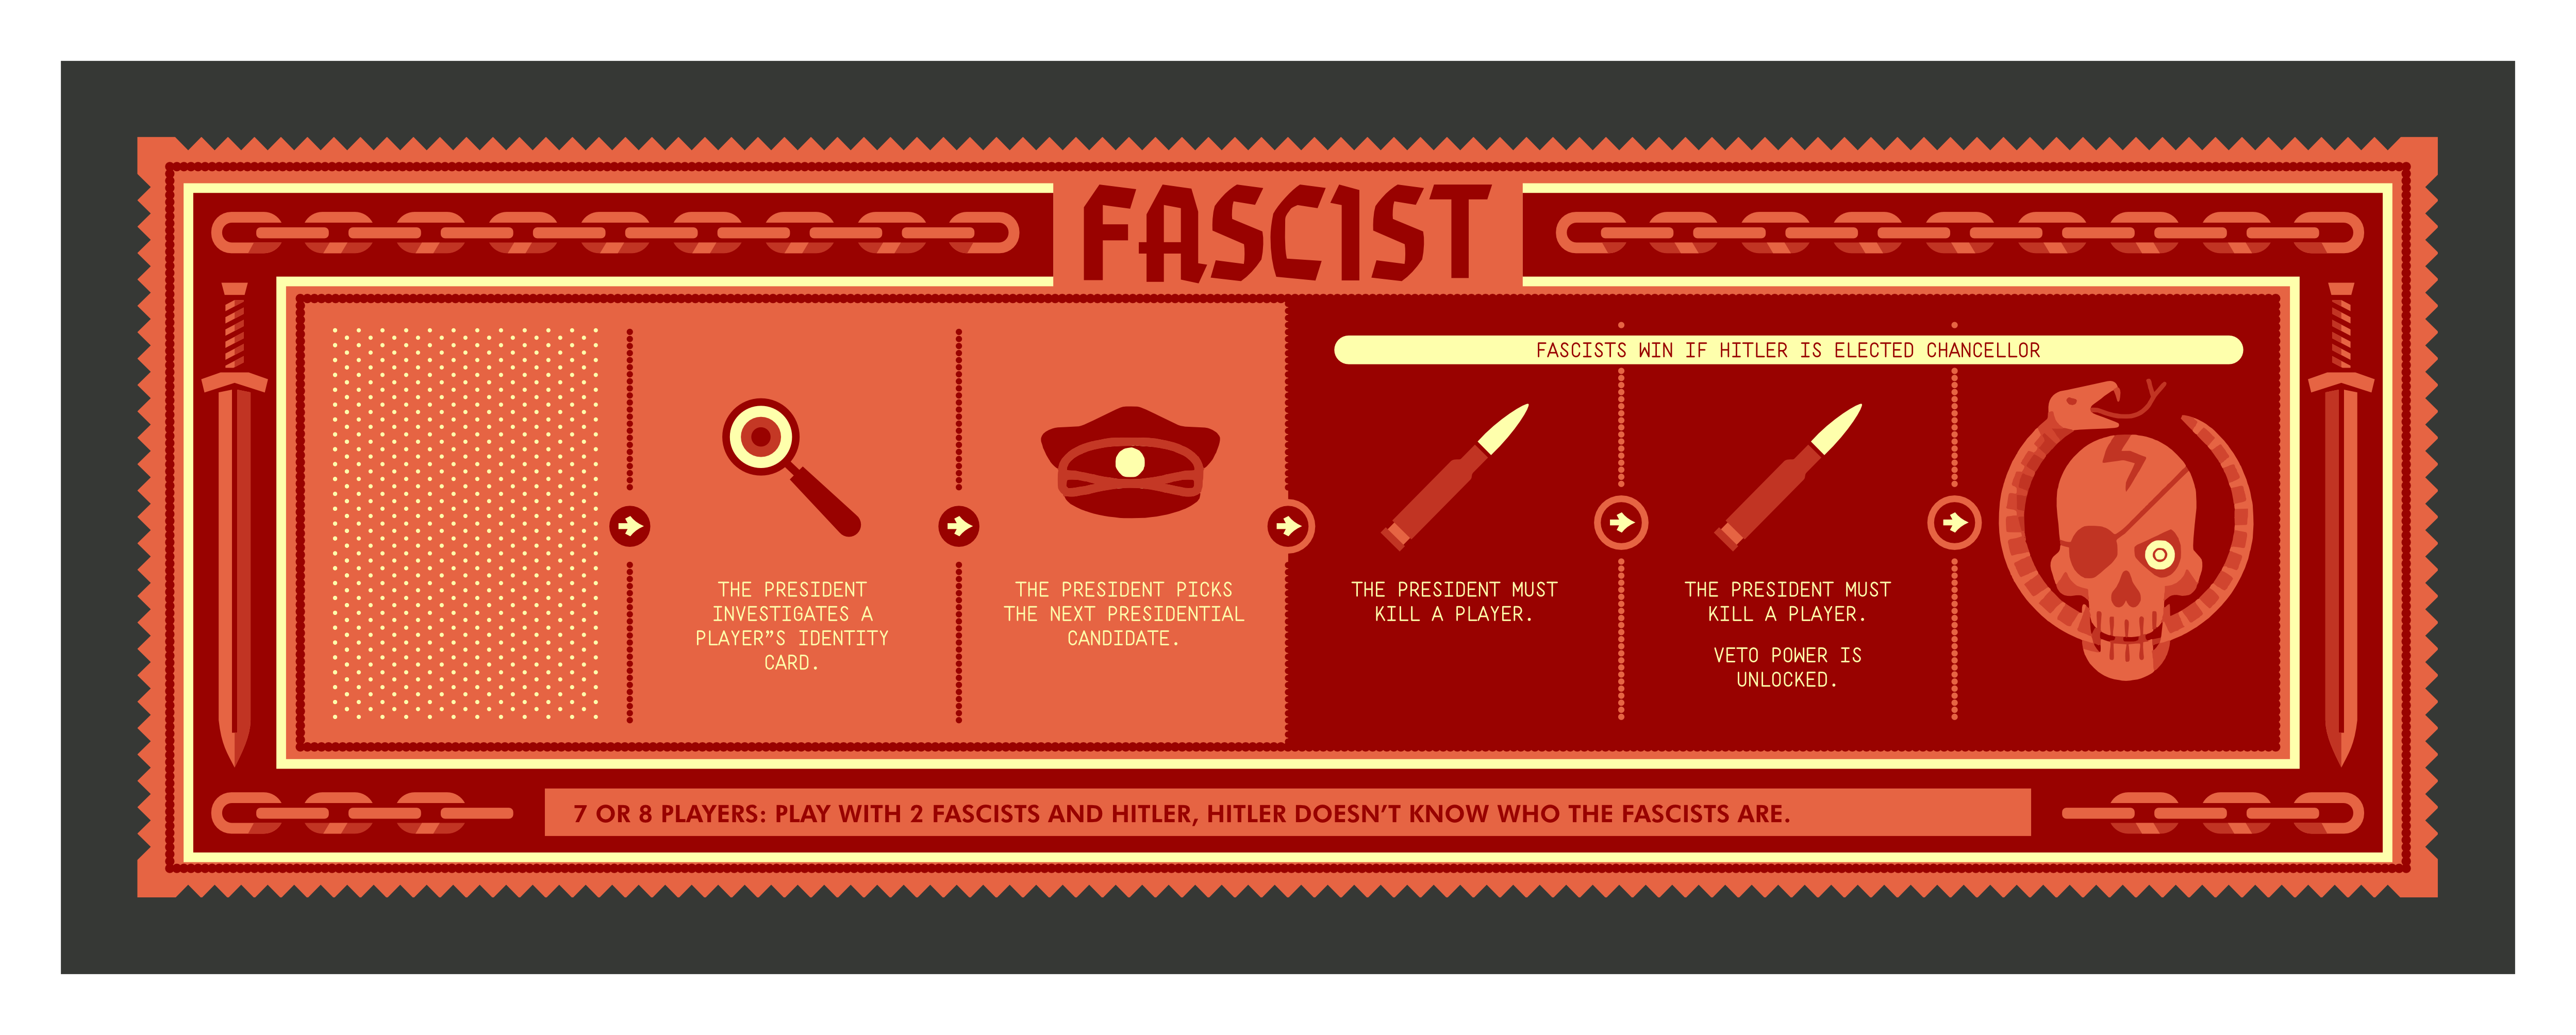 FASCIST
FASCISTS WIN IF HITLER IS ELECTED CHANCELLOR
THE PRESIDENT
INVESTIGATES A
PLAYER”S IDENTITY
CARD.
THE PRESIDENT PICKS
THE NEXT PRESIDENTIAL
CANDIDATE.
THE PRESIDENT MUST
KILL A PLAYER.
THE PRESIDENT MUST
KILL A PLAYER.
VETO POWER IS
UNLOCKED.
7 OR 8 PLAYERS: PLAY WITH 2 FASCISTS AND HITLER, HITLER DOESN’T KNOW WHO THE FASCISTS ARE.